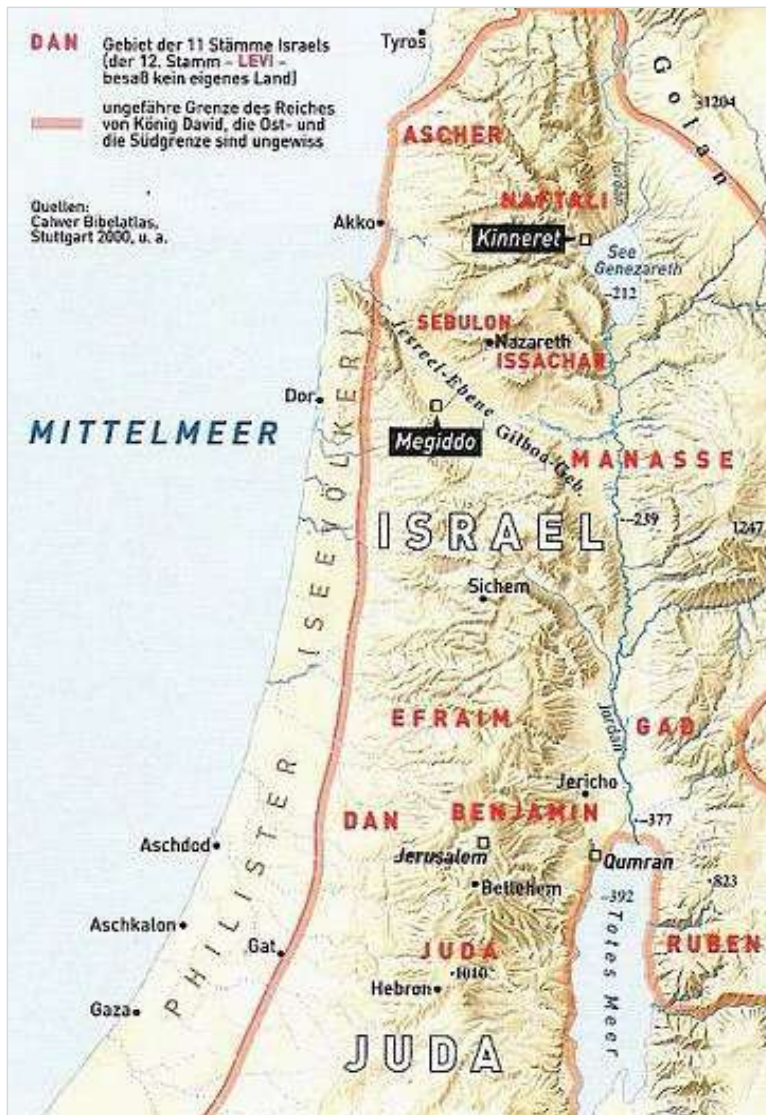 DAN Gebiet der 11 Stämme Israels
(der 12. Stamm – LEVI –
besaß kein eigenes Land)
ungefähre Grenze des Reiches
von König David, die Ost- und
die Südgrenze sind ungewiss
Quellen:
Calwer Bibelatlas,
Stuttgart 2000, u. a.
Tyros
Golan
1204
ASCHER
Jordan
NAFTALI
Akko
Kinneret
See
Genezareth
-212
SEBULON
Nazareth
ISSACHAR
Jesreel-Ebene
Dor
MITTELMEER
Megiddo
Gilboa-Geb.
MANASSE
ISRAEL
-239
1247
Sichem
PHILISTER (SEEVÖLKER)
EFRAIM
Jordan
GAD
Jericho
DAN
BENJAMIN
-377
Aschdod
Jerusalem
Qumran
Betlehem
-392
823
Aschkalon
Totes Meer
Gat
JUDA
RUBEN
1010
Hebron
Gaza
JUDA